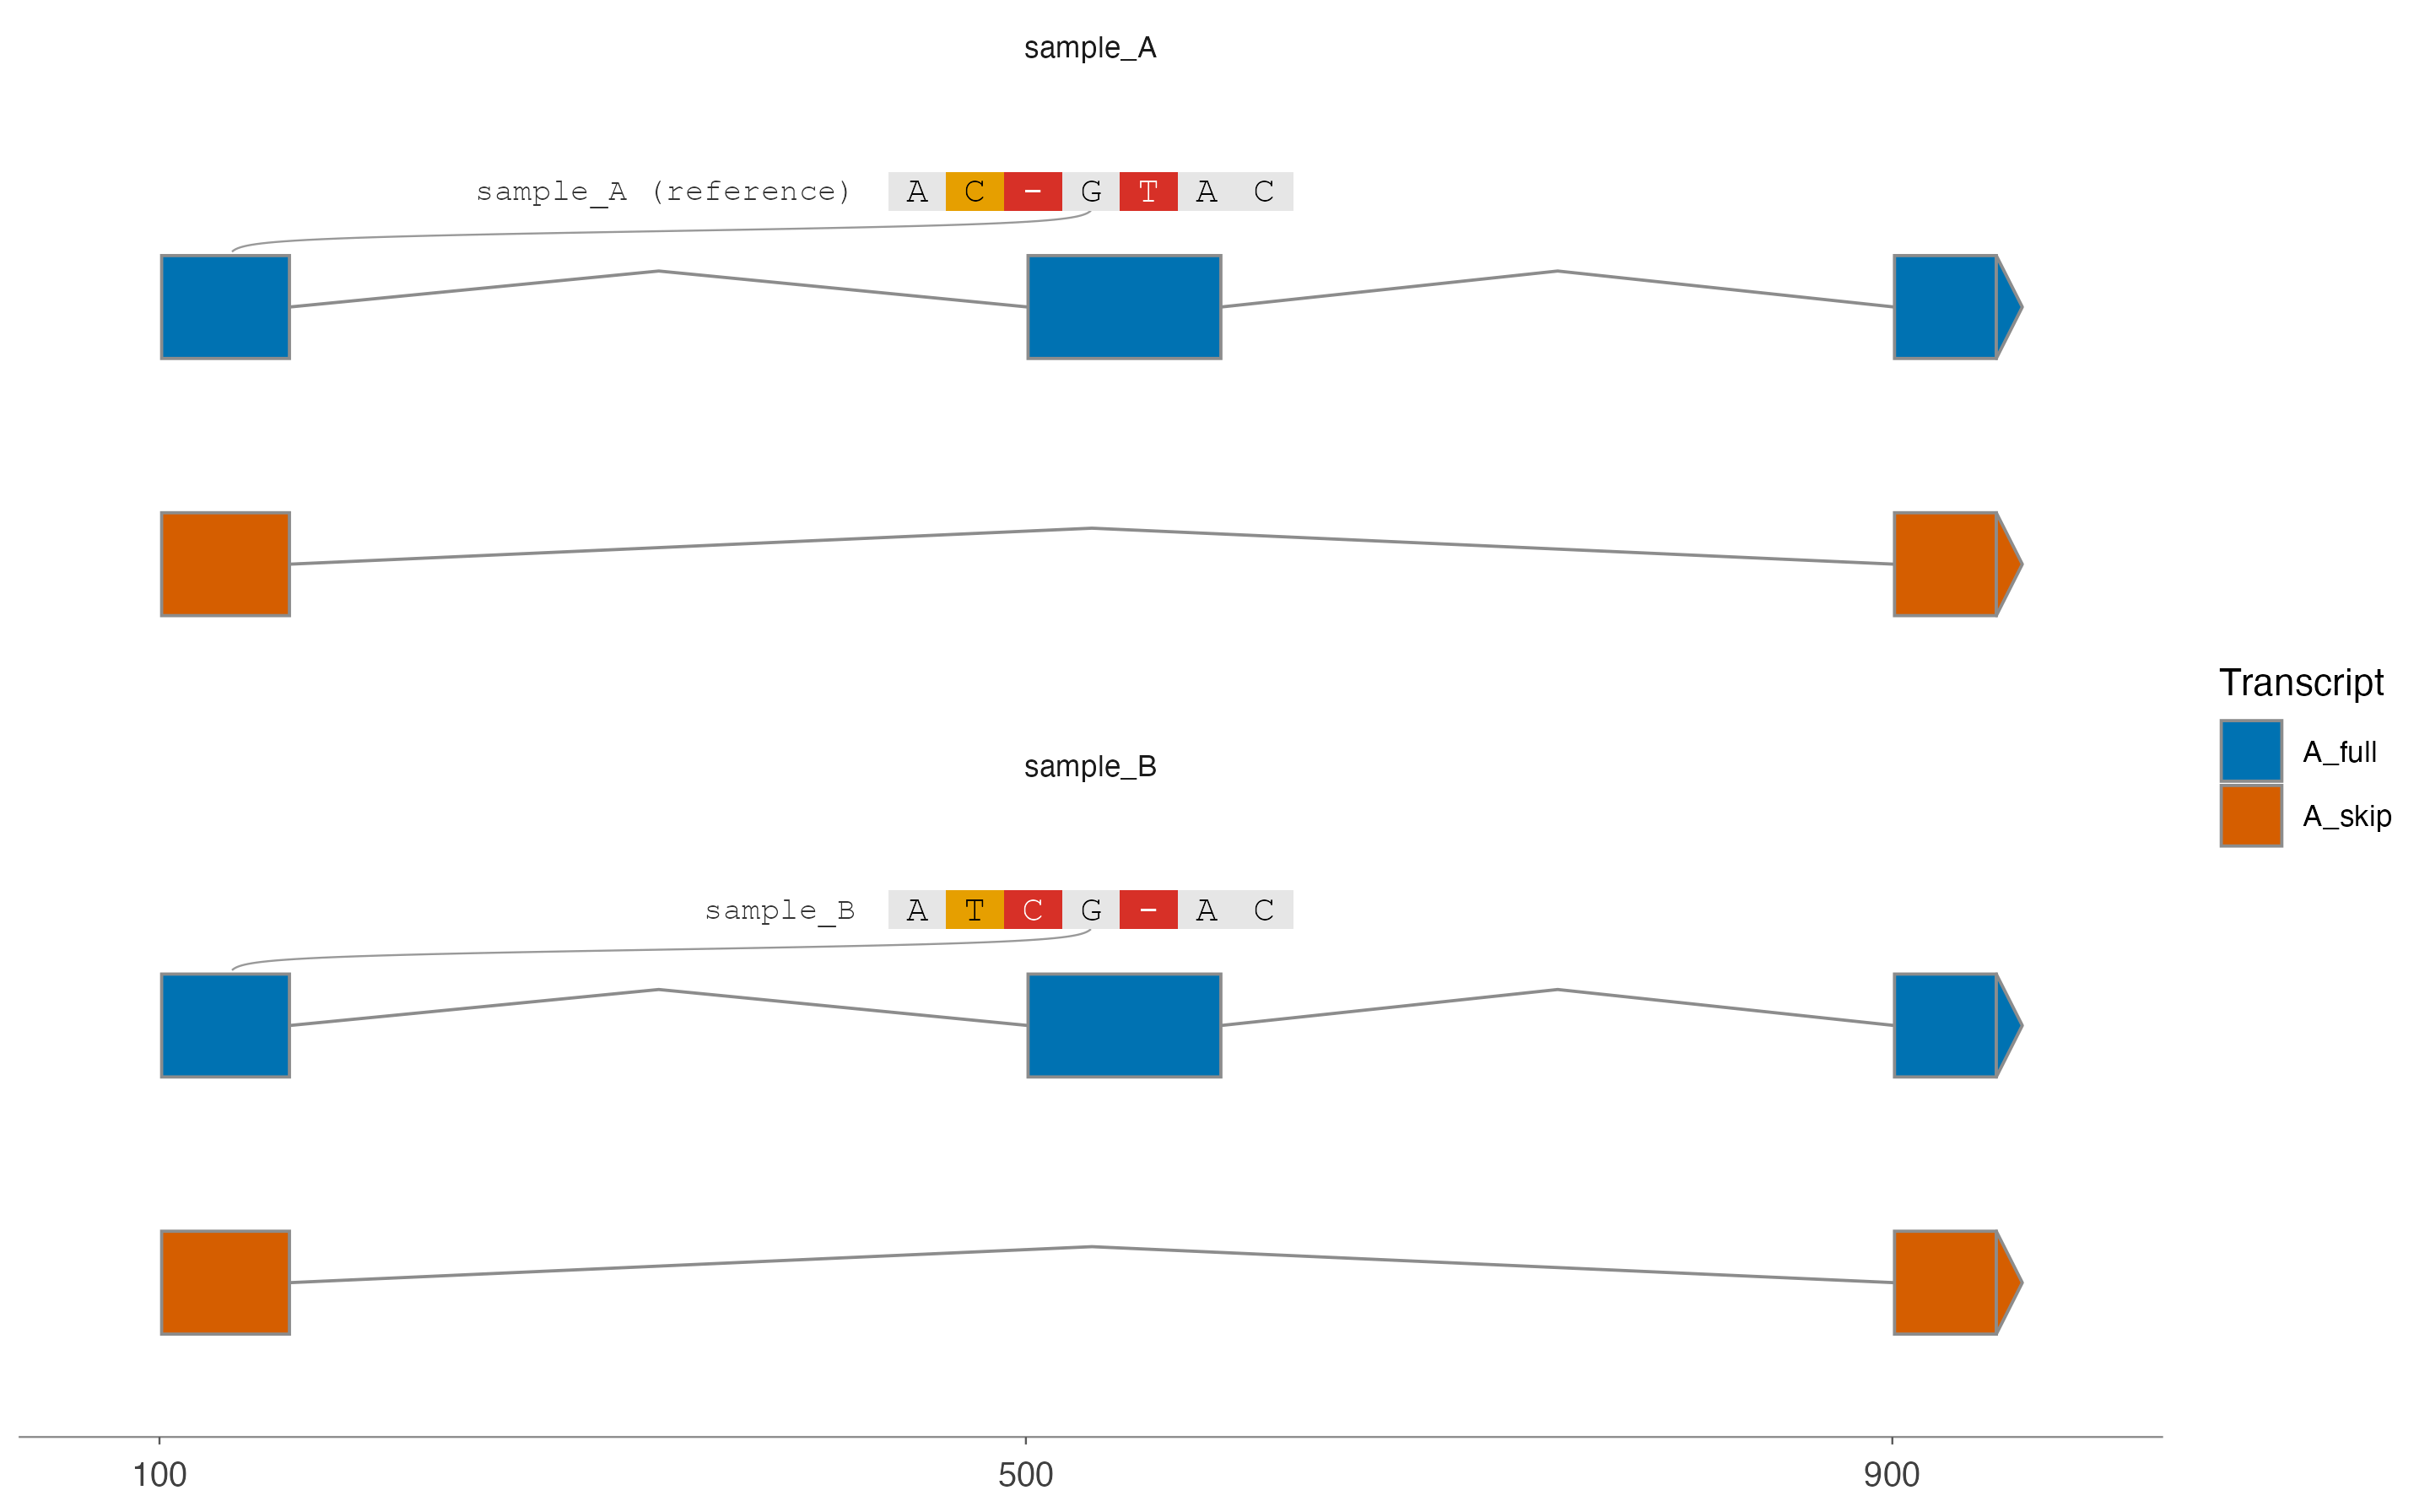 sample_A
sample_A (reference) A C - G T A C
sample_B
sample_B A T C G - A C
Transcript
A_full
A_skip
100 500 900